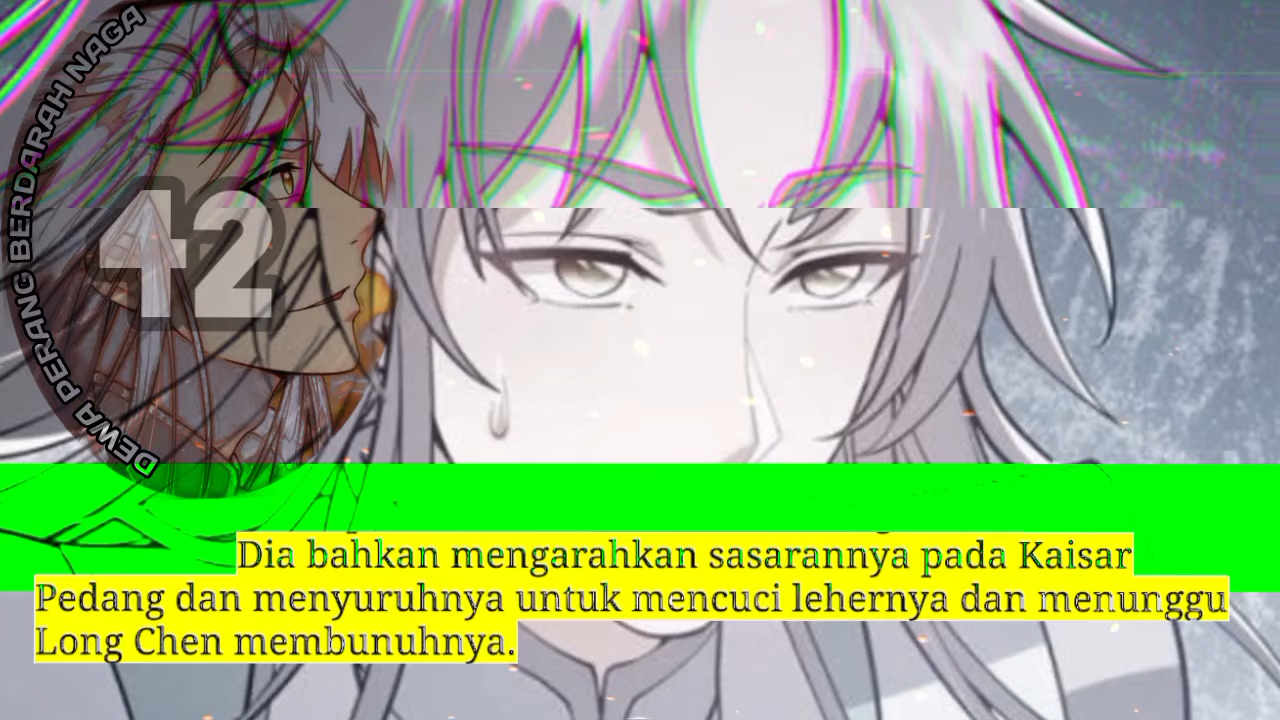 DEWA PERANG BERDARAH NAGA
42
Dia bahkan mengarahkan sasarannya pada Kaisar
Pedang dan menyuruhnya untuk mencuci lehernya dan menunggu
Long Chen membunuhnya.